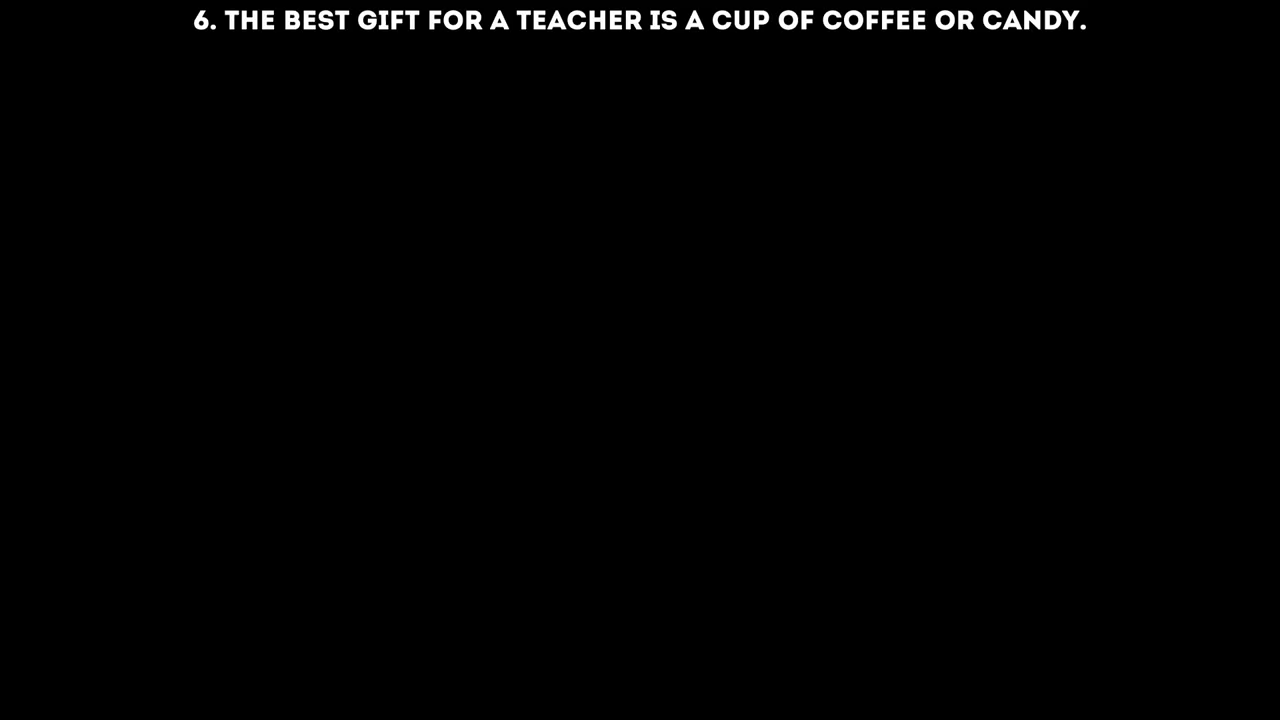 6. THE BEST GIFT FOR A TEACHER IS A CUP OF COFFEE OR CANDY.